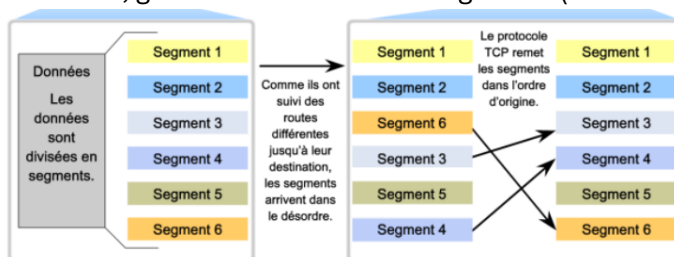 Données
Les
données
sont
divisées en
segments.
Segment 1
Segment 2
Segment 3
Segment 4
Segment 5
Segment 6
Comme ils ont
suivi des
routes
différentes
jusqu'à leur
destination,
les segments
arrivent dans
le désordre.
Segment 1
Segment 2
Segment 6
Segment 3
Segment 5
Segment 4
Le protocole
TCP remet
les segments
dans l'ordre
d'origine.
Segment 1
Segment 2
Segment 3
Segment 4
Segment 5
Segment 6